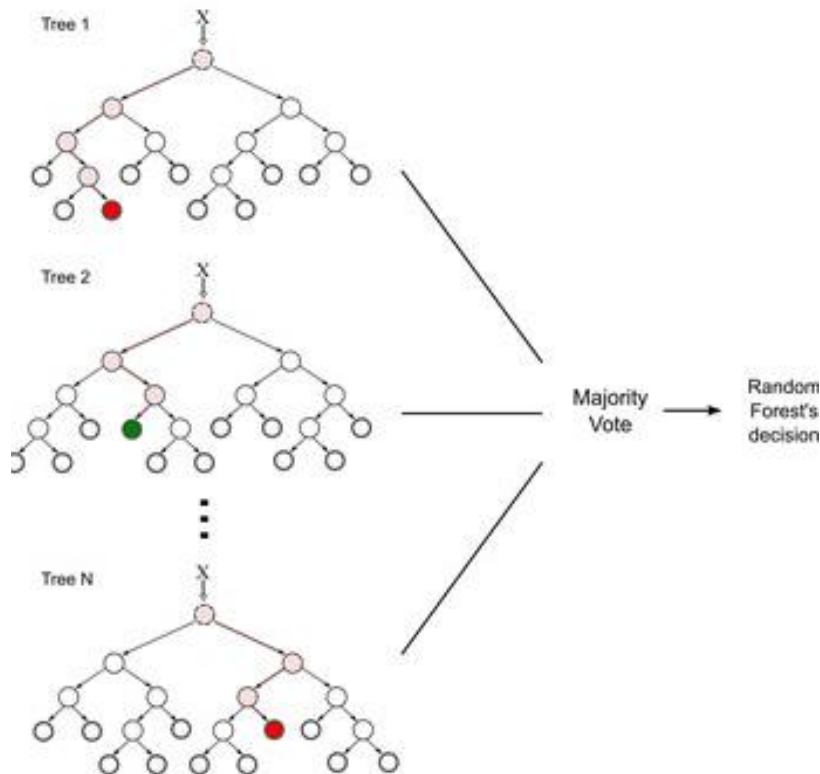 Tree 1
X
Tree 2
X
Majority
Vote
Random
Forest's
decision
Tree N
X